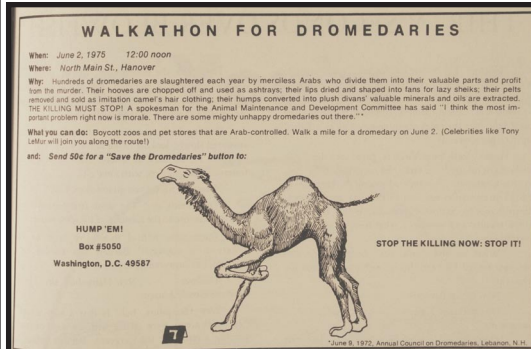 WALKATHON FOR DROMEDARIES
When: June 2, 1975 12:00 noon
Where: North Main St., Hanover
Why: Hundreds of dromedaries are slaughtered each year by merciless Arabs who divide them into their valuable parts and profit
from the murder. Their hooves are chopped off and used as ashtrays; their lips dried and shaped into fans for lazy sheiks; their pelts
removed and sold as imitation camel's hair clothing; their humps converted into plush divans' valuable minerals and oils are extracted.
THE KILLING MUST STOP! A spokesman for the Animal Maintenance and Development Committee has said "I think the most im-
portant problem right now is morale. There are some mighty unhappy dromedaries out there."*
What you can do: Boycott zoos and pet stores that are Arab-controlled. Walk a mile for a dromedary on June 2. (Celebrities like Tony
LeMur will join you along the route!)
and: Send 50c for a "Save the Dromedaries" button to:
HUMP 'EM!
Box #5050
Washington, D.C. 49587
STOP THE KILLING NOW: STOP IT!
7
*June 9, 1972, Annual Council on Dromedaries, Lebanon, N.H.